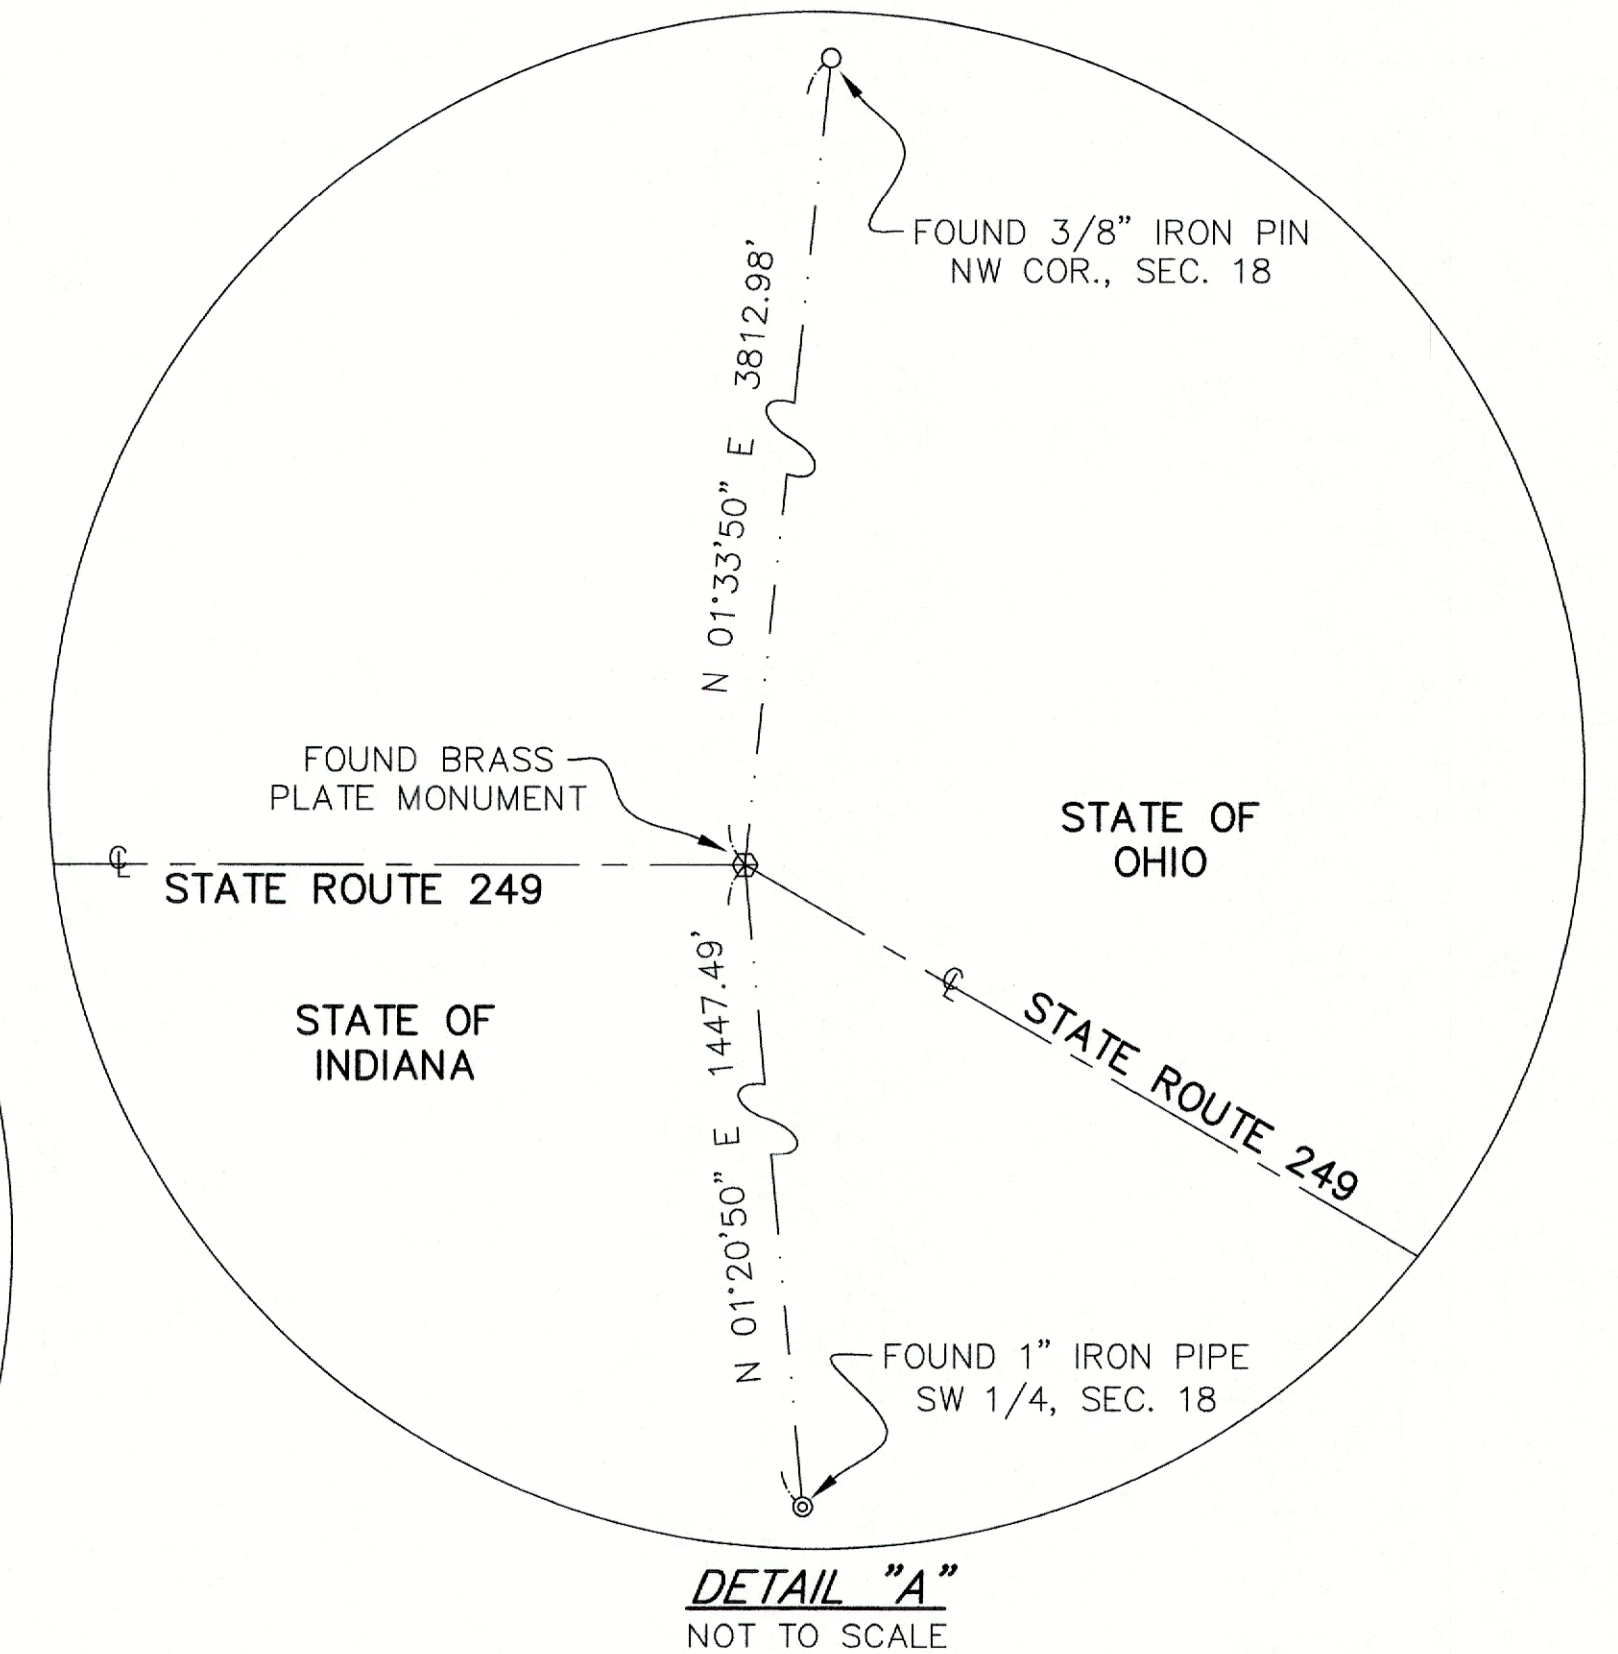 FOUND 3/8" IRON PIN
NW COR., SEC. 18
N 01°33'50" E 3812.98'
FOUND BRASS
PLATE MONUMENT
STATE OF
OHIO
℄
STATE ROUTE 249
N 01°20'50" E 1447.49'
℄
STATE ROUTE 249
STATE OF
INDIANA
FOUND 1" IRON PIPE
SW 1/4, SEC. 18
DETAIL "A"
NOT TO SCALE